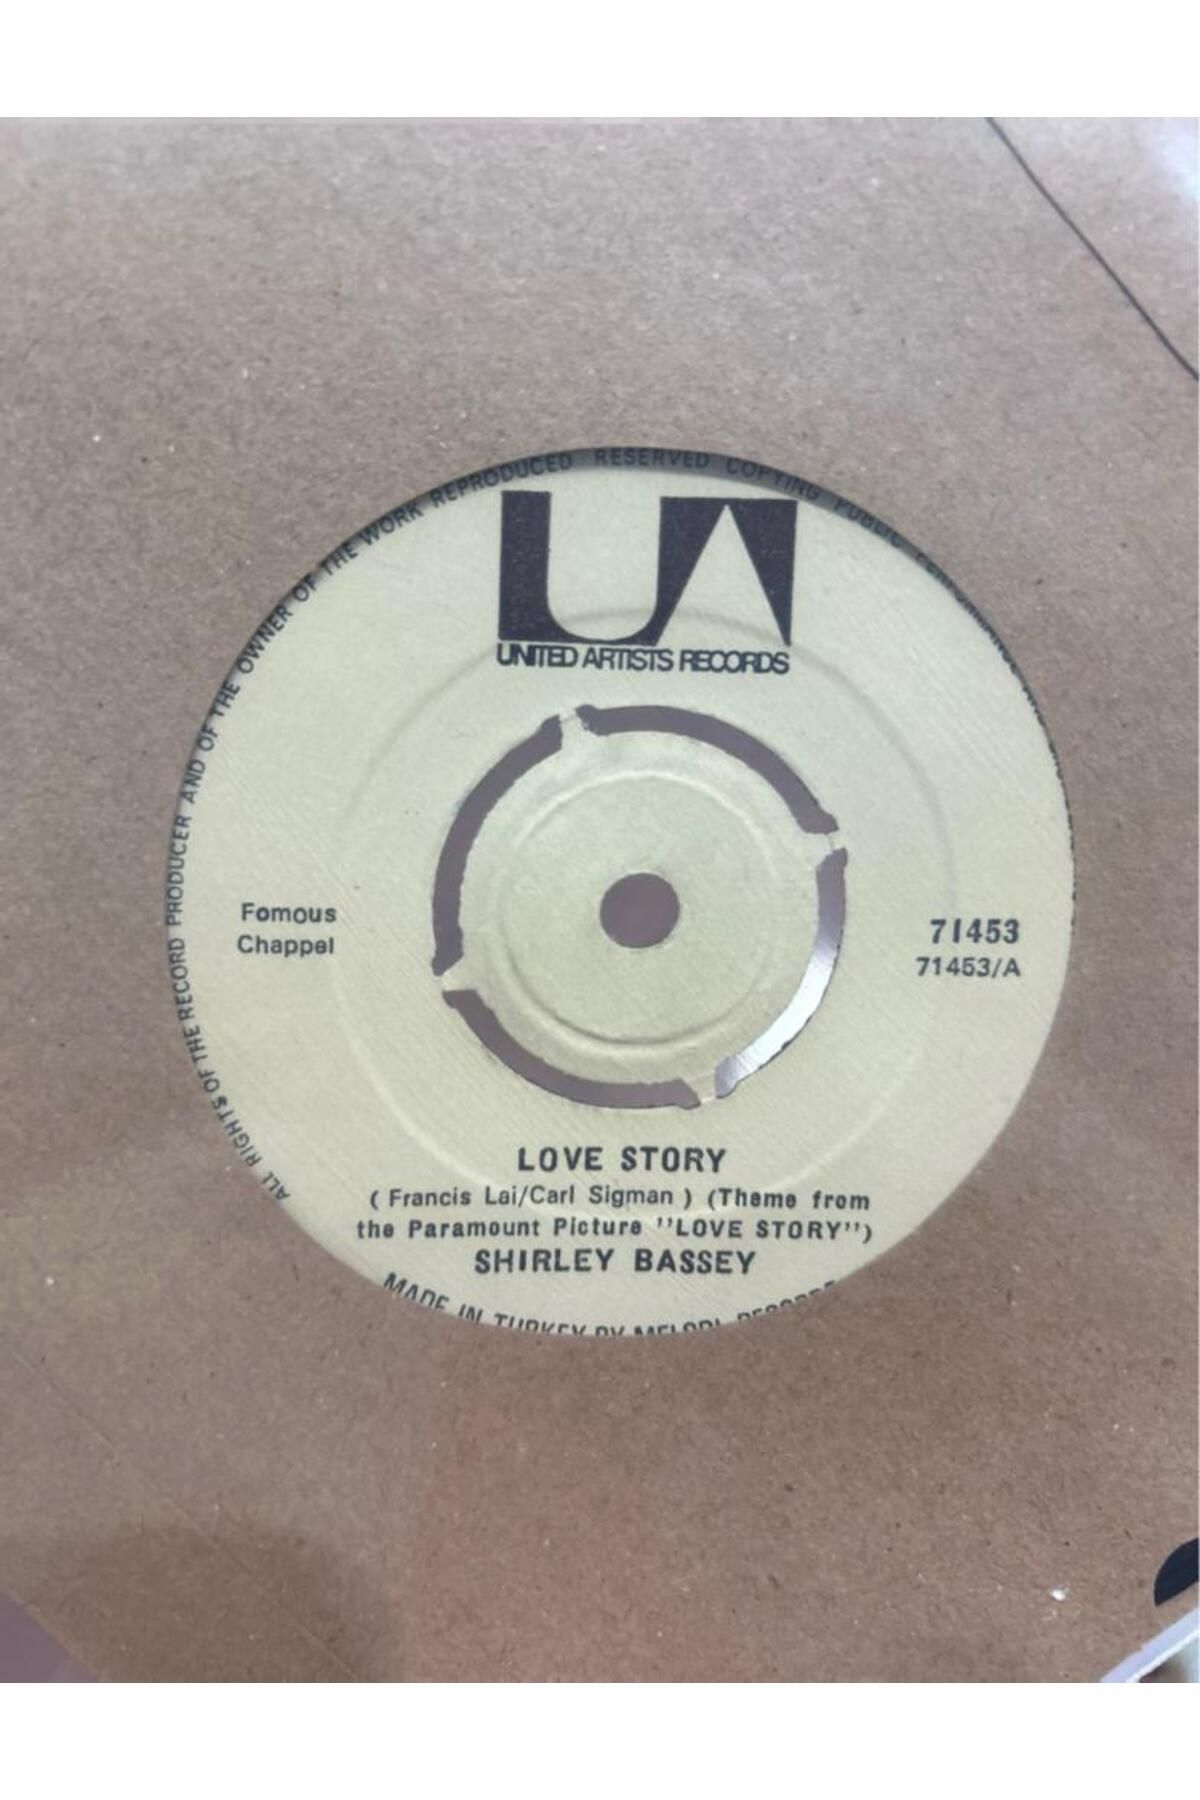 ALL RIGHTS OF THE RECORD PRODUCER AND OF THE OWNER OF THE WORK REPRODUCED RESERVED COPYING PUBLIC
UA
UNITED ARTISTS RECORDS
Fomous
Chappel
71453
71453/A
LOVE STORY
( Francis Lai/Carl Sigman ) (Theme from
the Paramount Picture "LOVE STORY")
SHIRLEY BASSEY
MADE IN TURKEY BY MELODI RECORDS